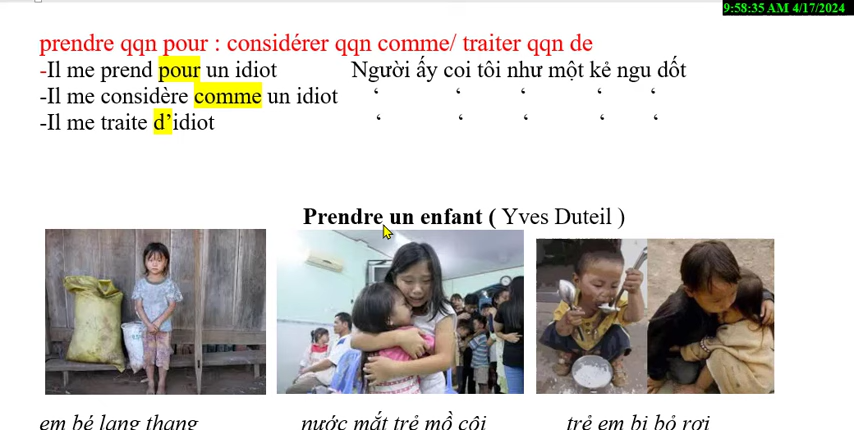 9:58:35 AM 4/17/2024
prendre qqn pour : considérer qqn comme/ traiter qqn de
-Il me prend pour un idiot Người ấy coi tôi như một kẻ ngu dốt
-Il me considère comme un idiot ‘ ‘ ‘ ‘ ‘
-Il me traite d’idiot ‘ ‘ ‘ ‘ ‘
Prendre un enfant ( Yves Duteil )
em bé lang thang nước mắt trẻ mồ côi trẻ em bị bỏ rơi